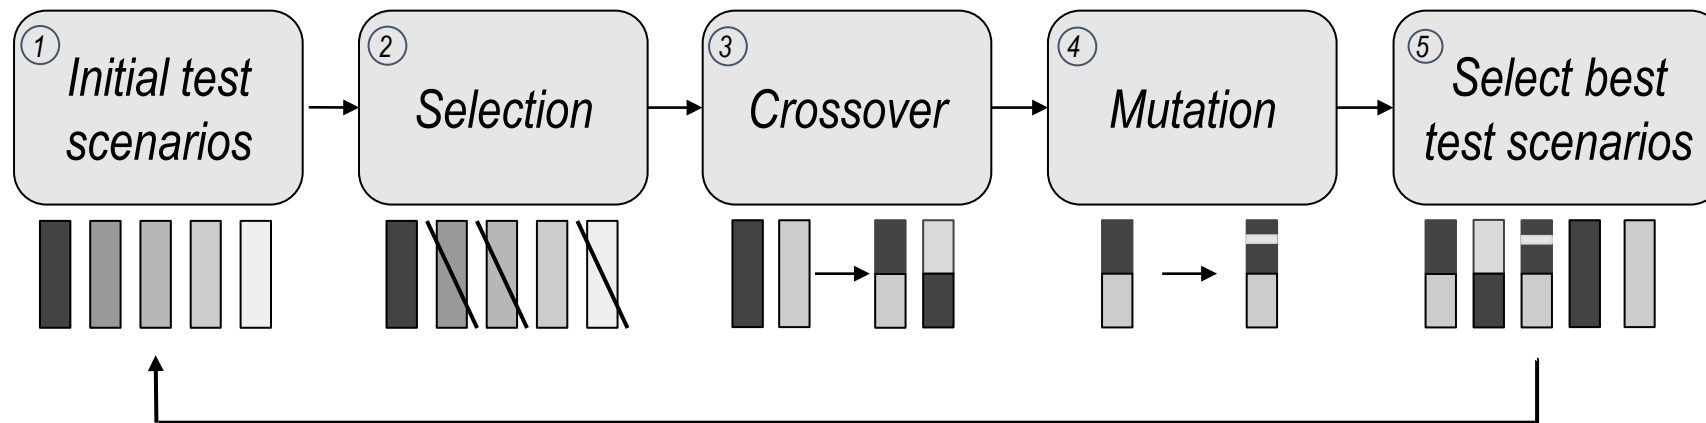 1
Initial test
scenarios
2
Selection
3
Crossover
4
Mutation
5
Select best
test scenarios